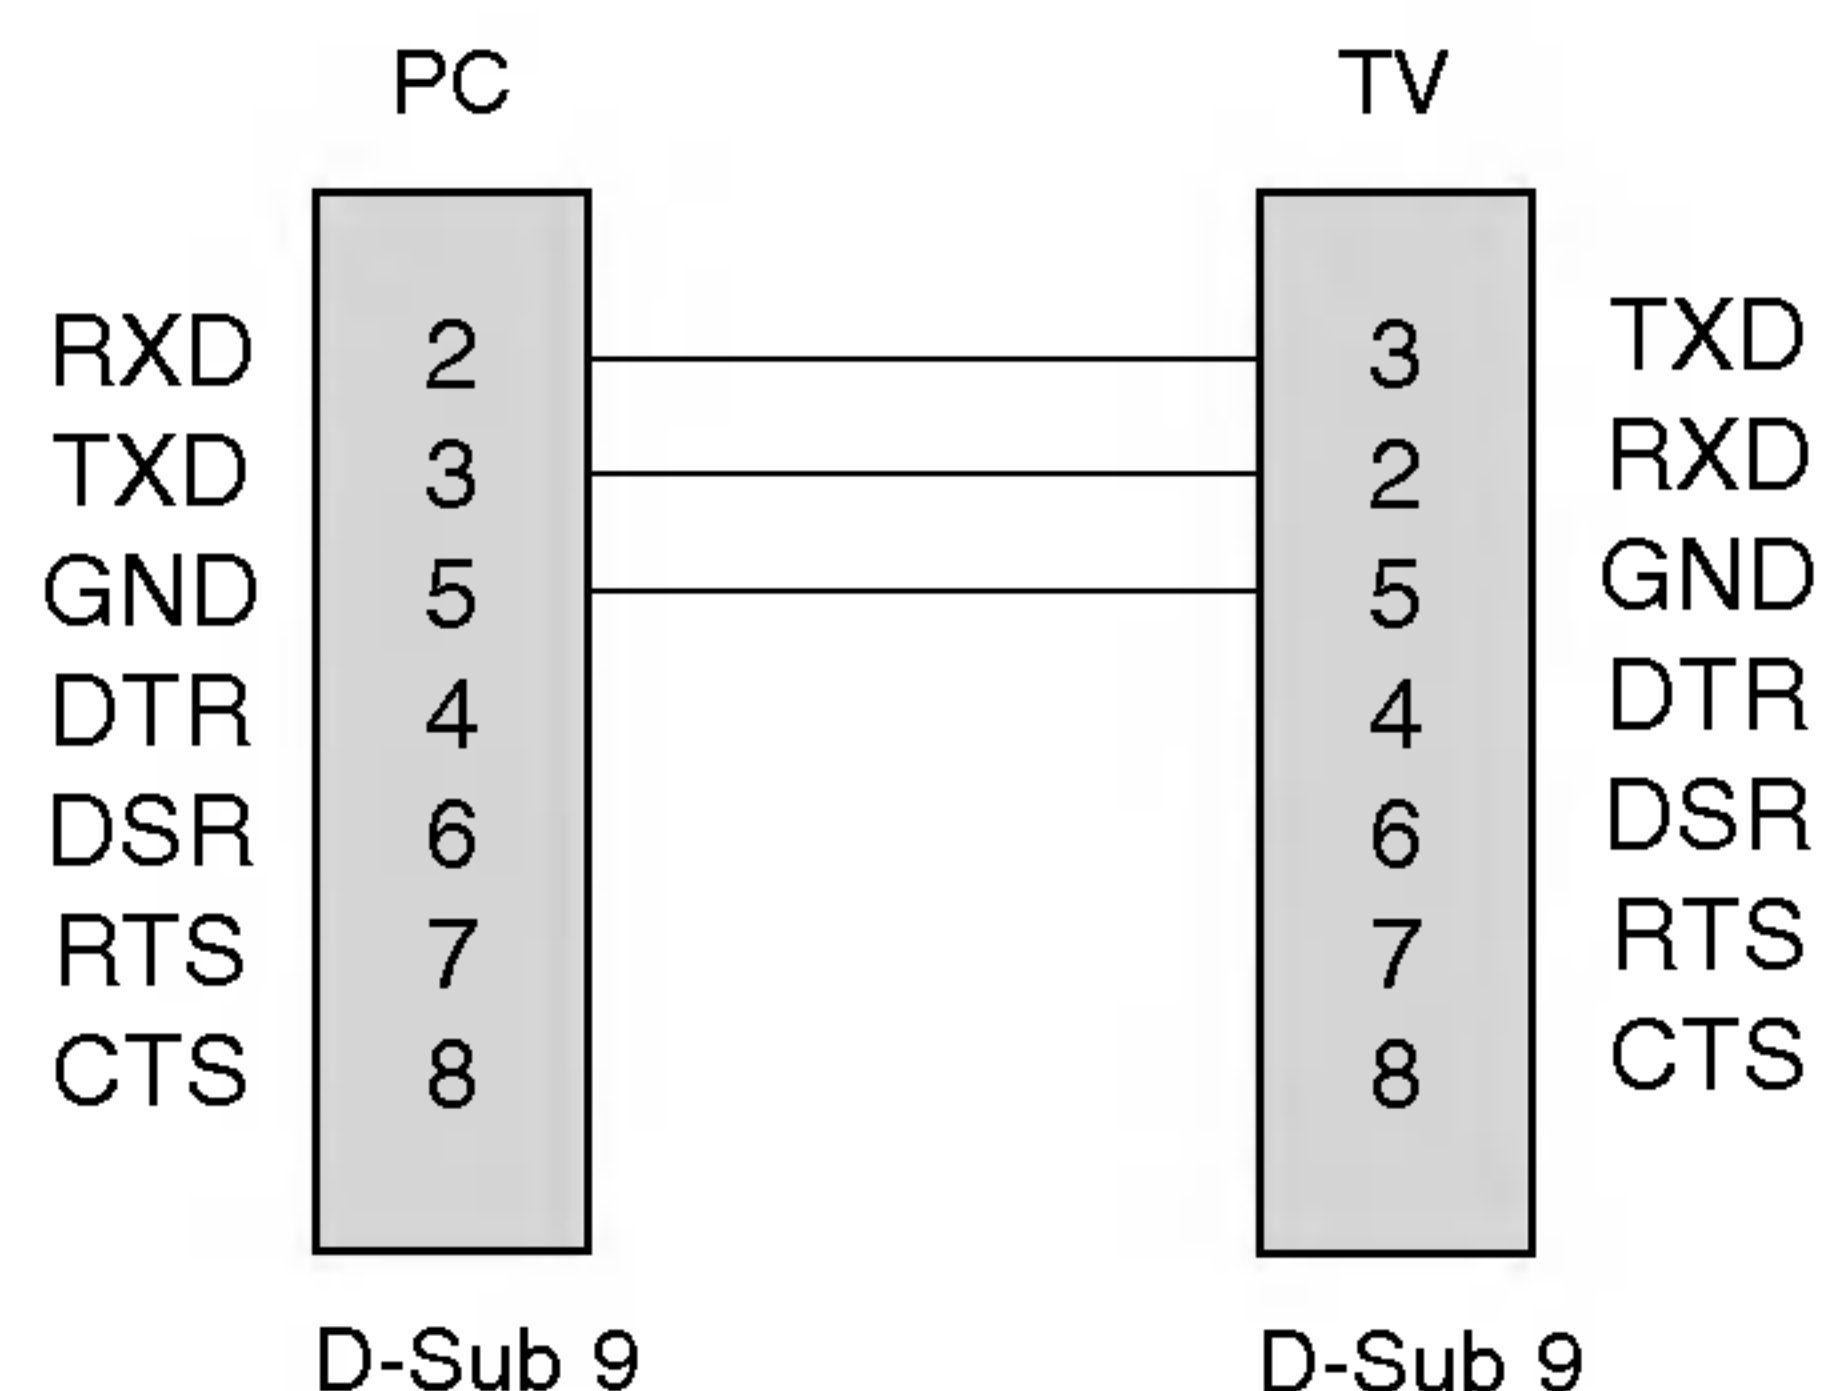 PC TV
RXD 2 3 TXD
TXD 3 2 RXD
GND 5 5 GND
DTR 4 4 DTR
DSR 6 6 DSR
RTS 7 7 RTS
CTS 8 8 CTS
D-Sub 9 D-Sub 9